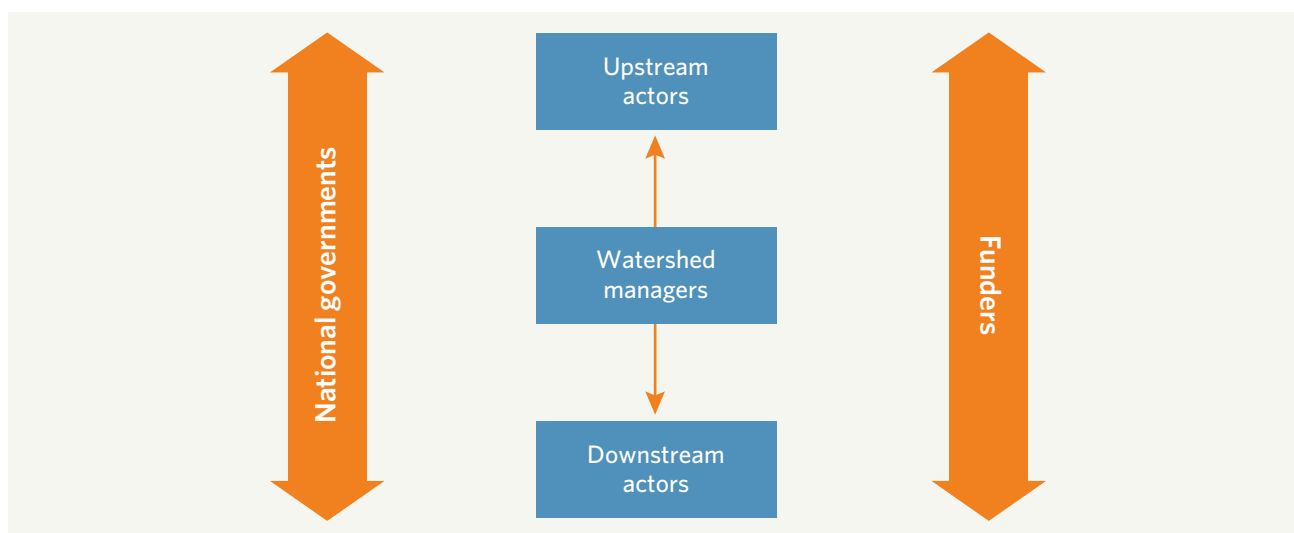 National governments
Upstream
actors
Watershed
managers
Downstream
actors
Funders